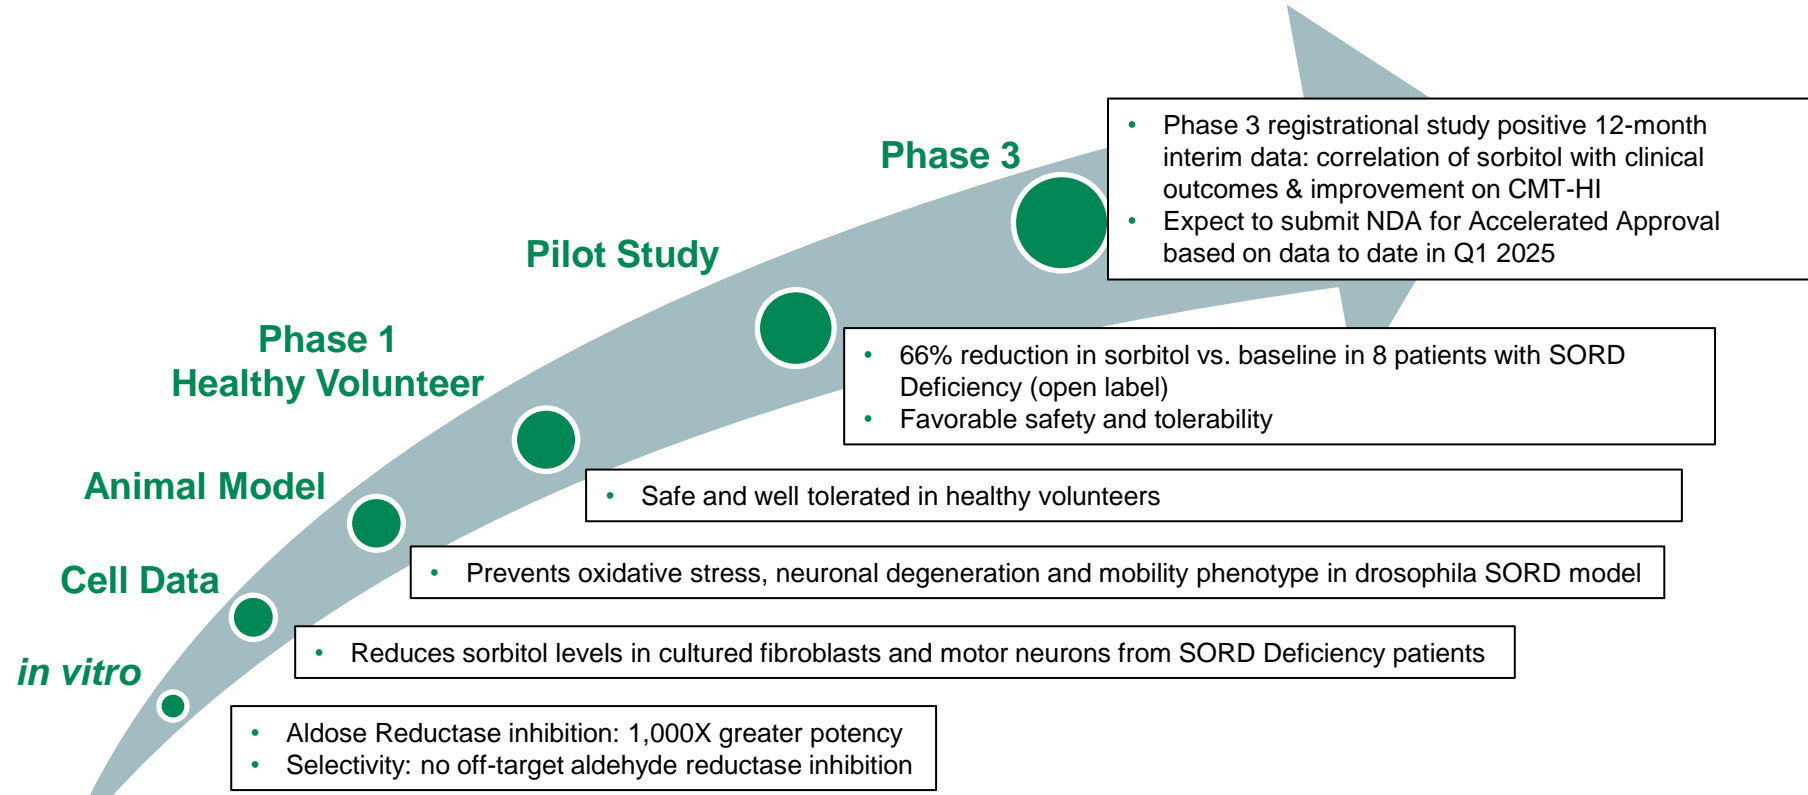 Phase 3
• Phase 3 registrational study positive 12-month
interim data: correlation of sorbitol with clinical
outcomes & improvement on CMT-HI
• Expect to submit NDA for Accelerated Approval
based on data to date in Q1 2025
Pilot Study
• 66% reduction in sorbitol vs. baseline in 8 patients with SORD
Deficiency (open label)
• Favorable safety and tolerability
Phase 1
Healthy Volunteer
• Safe and well tolerated in healthy volunteers
Animal Model
• Prevents oxidative stress, neuronal degeneration and mobility phenotype in drosophila SORD model
Cell Data
• Reduces sorbitol levels in cultured fibroblasts and motor neurons from SORD Deficiency patients
in vitro
• Aldose Reductase inhibition: 1,000X greater potency
• Selectivity: no off-target aldehyde reductase inhibition